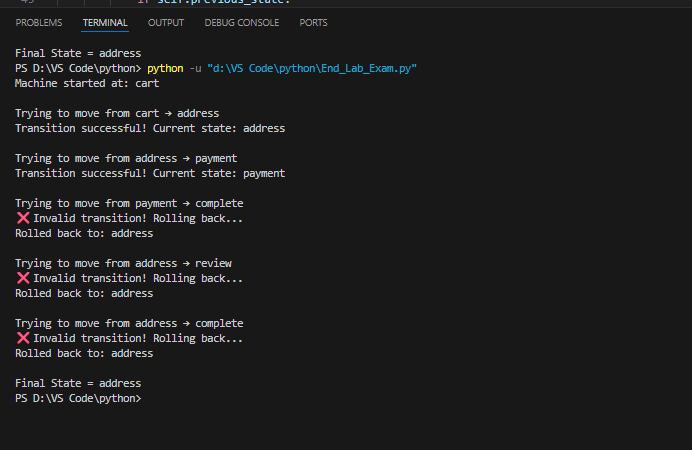 if self.previous_state:
PROBLEMS TERMINAL OUTPUT DEBUG CONSOLE PORTS
Final State = address
PS D:\VS Code\python> python -u "d:\VS Code\python\End_Lab_Exam.py"
Machine started at: cart
Trying to move from cart → address
Transition successful! Current state: address
Trying to move from address → payment
Transition successful! Current state: payment
Trying to move from payment → complete
❌ Invalid transition! Rolling back...
Rolled back to: address
Trying to move from address → review
❌ Invalid transition! Rolling back...
Rolled back to: address
Trying to move from address → complete
❌ Invalid transition! Rolling back...
Rolled back to: address
Final State = address
PS D:\VS Code\python>